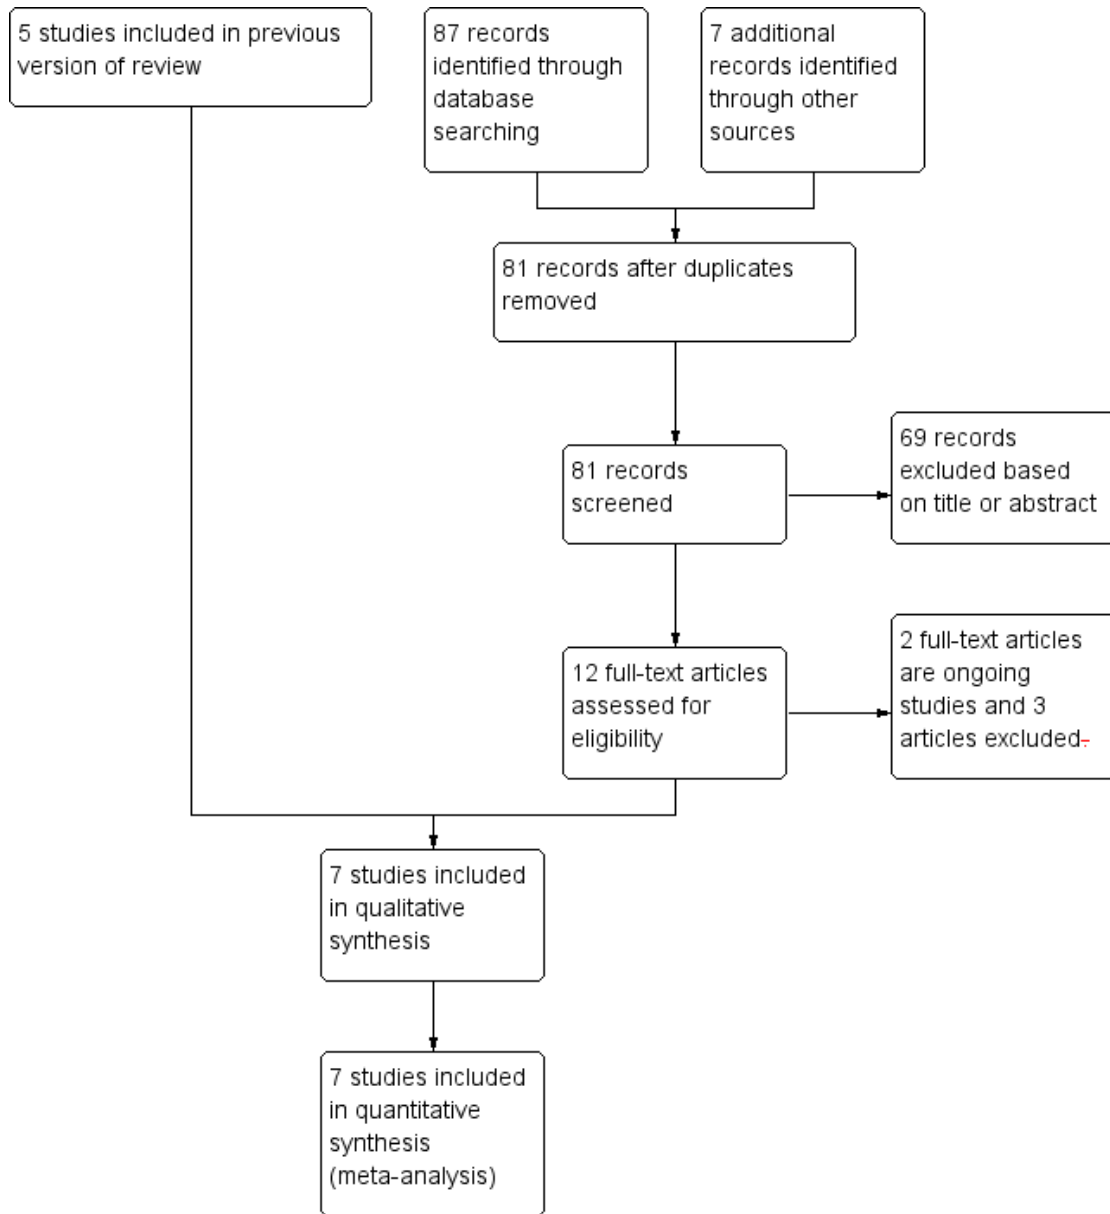 5 studies included in previous
version of review
87 records
identified through
database
searching
7 additional
records identified
through other
sources
81 records after duplicates
removed
81 records
screened
69 records
excluded based
on title or abstract
12 full-text articles
assessed for
eligibility
2 full-text articles
are ongoing
studies and 3
articles excluded.
7 studies included
in qualitative
synthesis
7 studies included
in quantitative
synthesis
(meta-analysis)